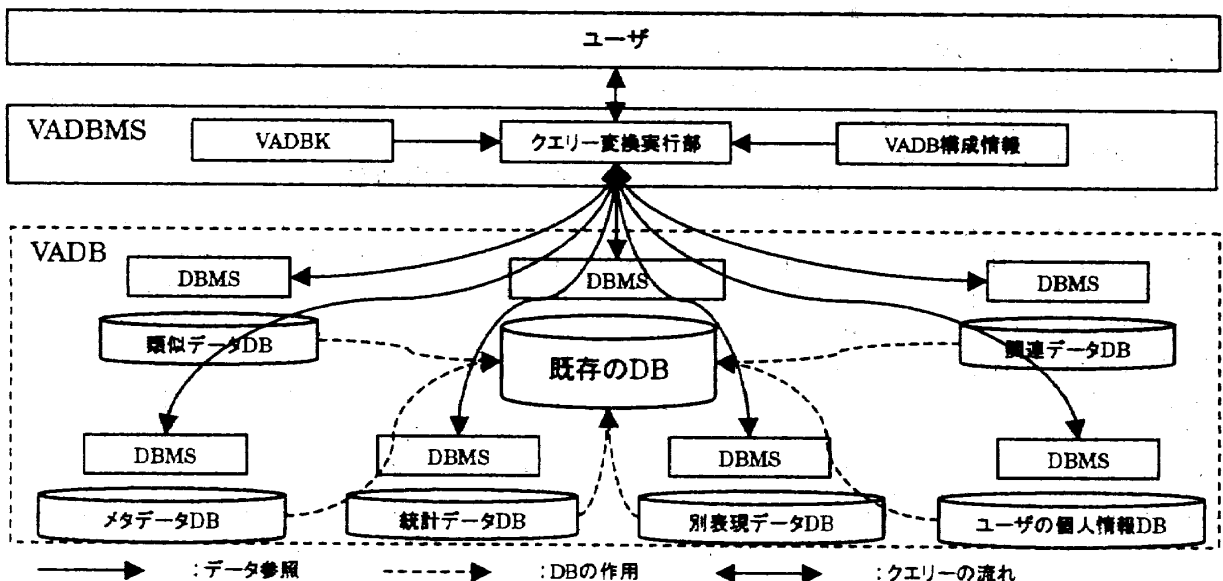 ユーザ
VADBMS
VADBK
クエリー変換実行部
VADB構成情報
VADB
DBMS
DBMS
DBMS
類似データDB
既存のDB
関連データDB
DBMS
DBMS
DBMS
DBMS
メタデータDB
統計データDB
別表現データDB
ユーザの個人情報DB
:データ参照
:DBの作用
:クエリーの流れ